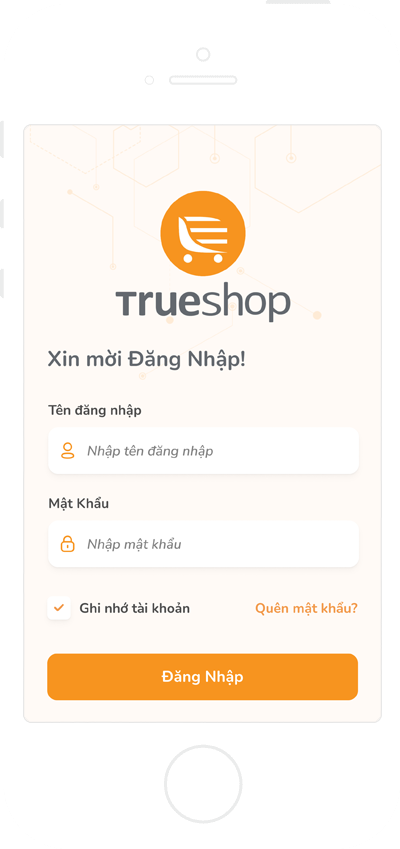 Trueshop
Xin mời Đăng Nhập!
Tên đăng nhập
Nhập tên đăng nhập
Mật Khẩu
Nhập mật khẩu
Ghi nhớ tài khoản
Quên mật khẩu?
Đăng Nhập